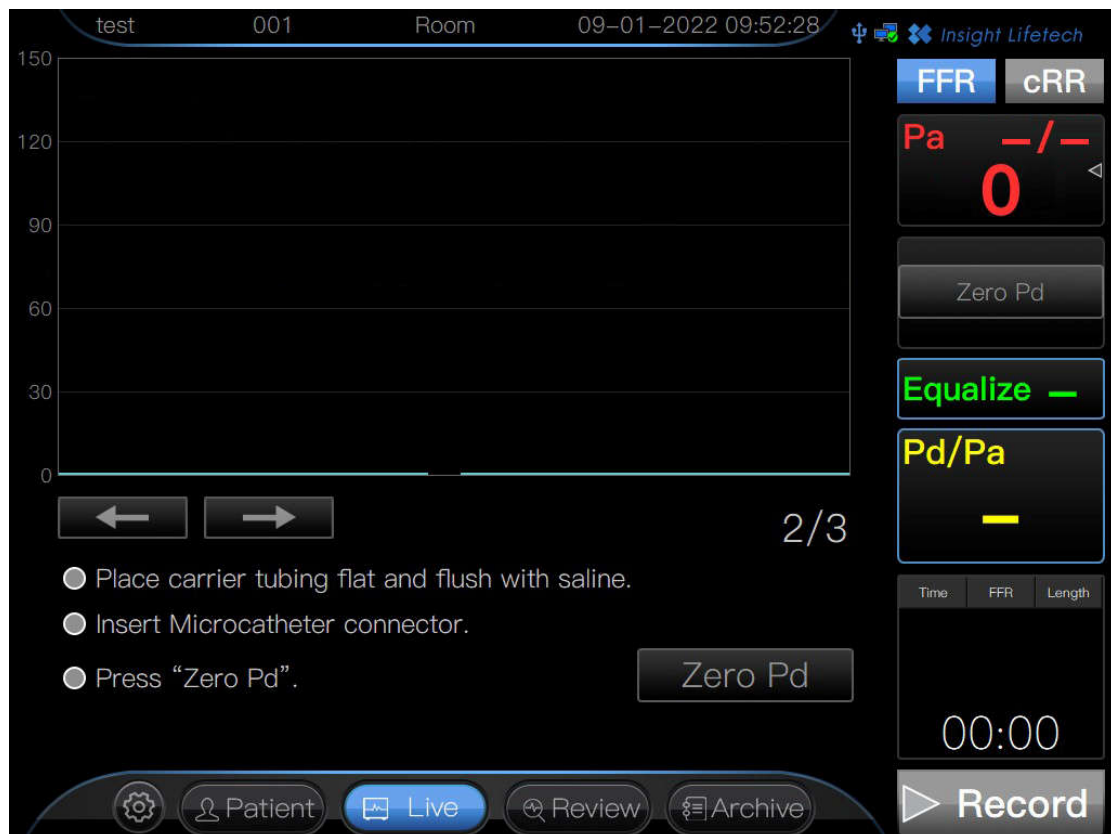 test 001 Room 09-01-2022 09:52:28 Insight Lifetech
FFR cRR
150
120
90
60
30
0
Pa –/–
0
Zero Pd
Equalize –
Pd/Pa
–
2/3
Place carrier tubing flat and flush with saline.
Insert Microcatheter connector.
Press “Zero Pd”.
Zero Pd
Time FFR Length
00:00
Patient Live Review Archive
Record